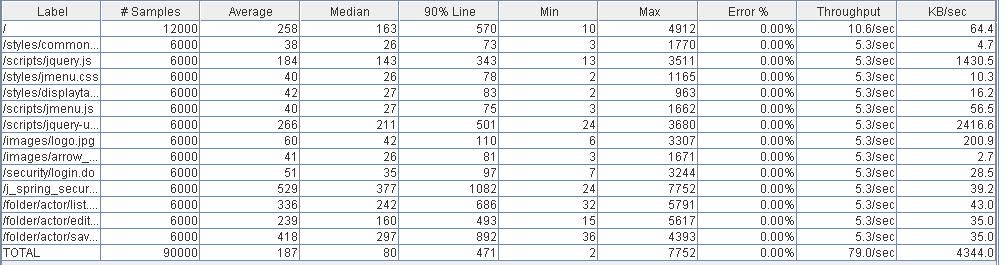 Label # Samples Average Median 90% Line Min Max Error % Throughput KB/sec
/ 12000 258 163 570 10 4912 0.00% 10.6/sec 64.4
/styles/common... 6000 38 26 73 3 1770 0.00% 5.3/sec 4.7
/scripts/jquery.js 6000 184 143 343 13 3511 0.00% 5.3/sec 1430.5
/styles/jmenu.css 6000 40 26 78 2 1165 0.00% 5.3/sec 10.3
/styles/displayta... 6000 42 27 83 2 963 0.00% 5.3/sec 16.2
/scripts/jmenu.js 6000 40 27 75 3 1662 0.00% 5.3/sec 56.5
/scripts/jquery-u... 6000 266 211 501 24 3680 0.00% 5.3/sec 2416.6
/images/logo.jpg 6000 60 42 110 6 3307 0.00% 5.3/sec 200.9
/images/arrow_... 6000 41 26 81 3 1671 0.00% 5.3/sec 2.7
/security/login.do 6000 51 35 97 7 3244 0.00% 5.3/sec 28.5
/j_spring_secur... 6000 529 377 1082 24 7752 0.00% 5.3/sec 39.2
/folder/actor/list.... 6000 336 242 686 32 5791 0.00% 5.3/sec 43.0
/folder/actor/edit... 6000 239 160 493 15 5617 0.00% 5.3/sec 35.0
/folder/actor/sav... 6000 418 297 892 36 4393 0.00% 5.3/sec 35.0
TOTAL 90000 187 80 471 2 7752 0.00% 79.0/sec 4344.0